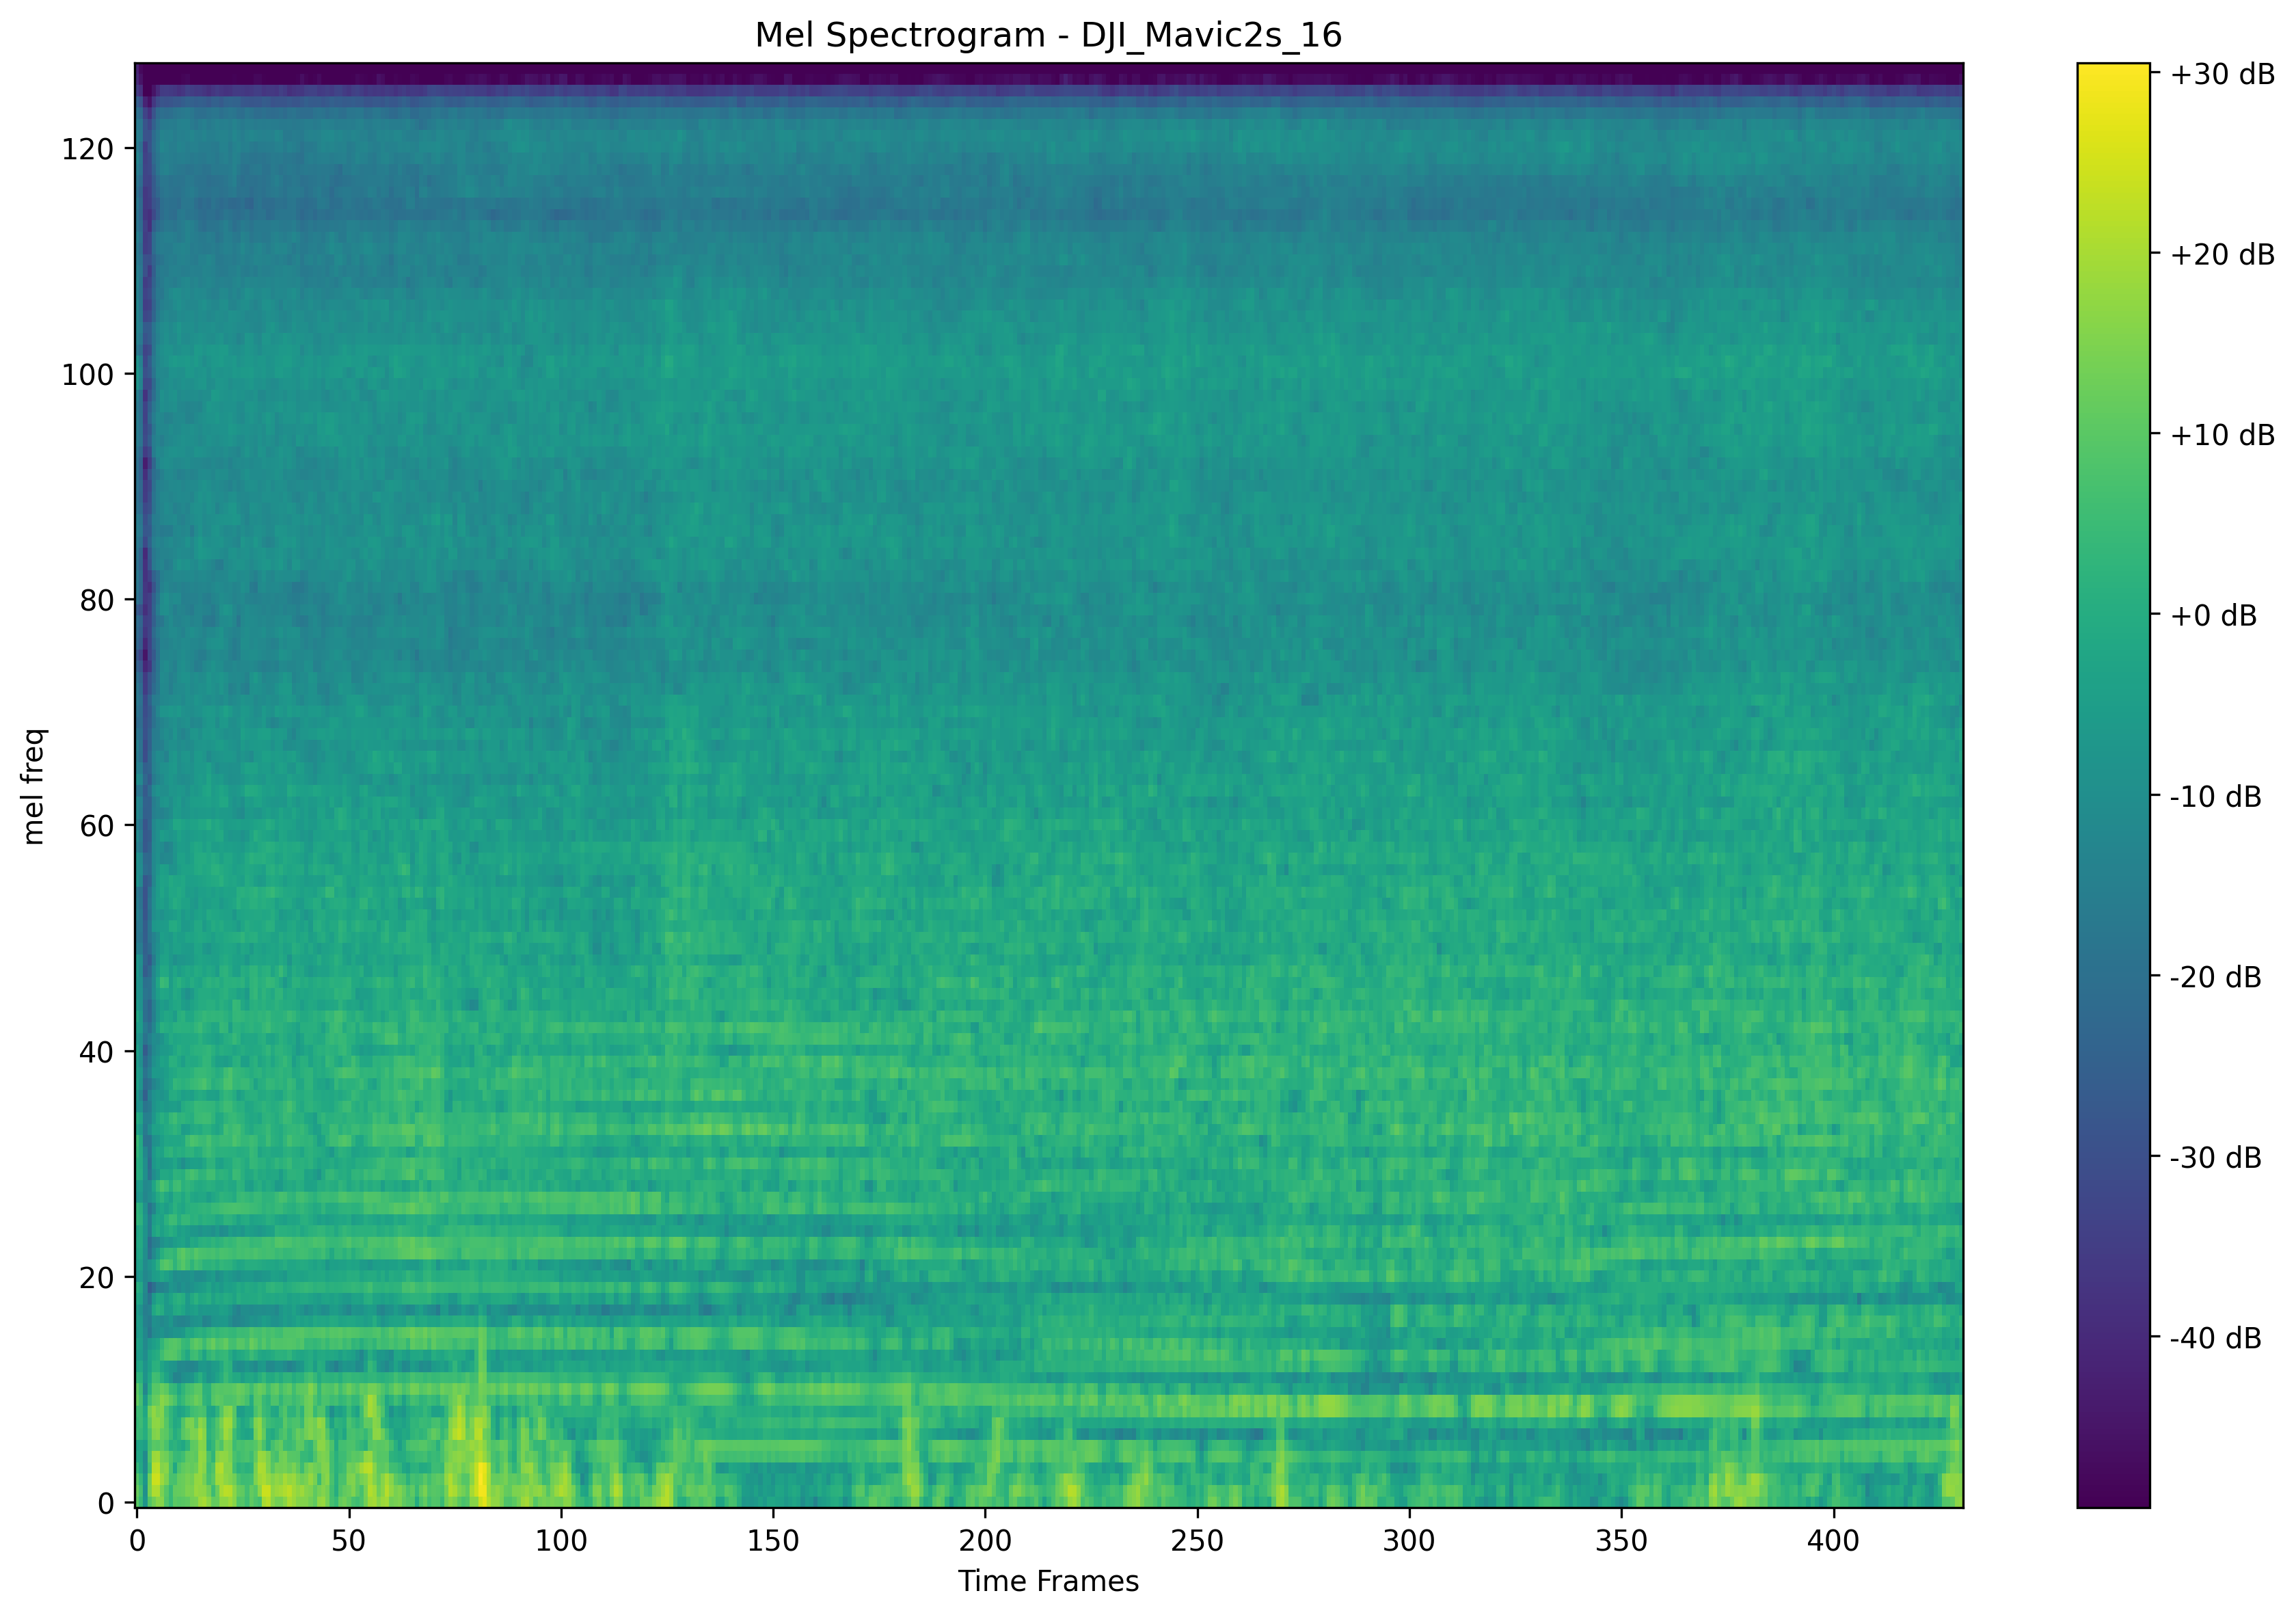 Mel Spectrogram - DJI_Mavic2s_16
+30 dB
120
+20 dB
100
+10 dB
80
+0 dB
mel freq
60
-10 dB
-20 dB
40
-30 dB
20
-40 dB
0
0 50 100 150 200 250 300 350 400
Time Frames